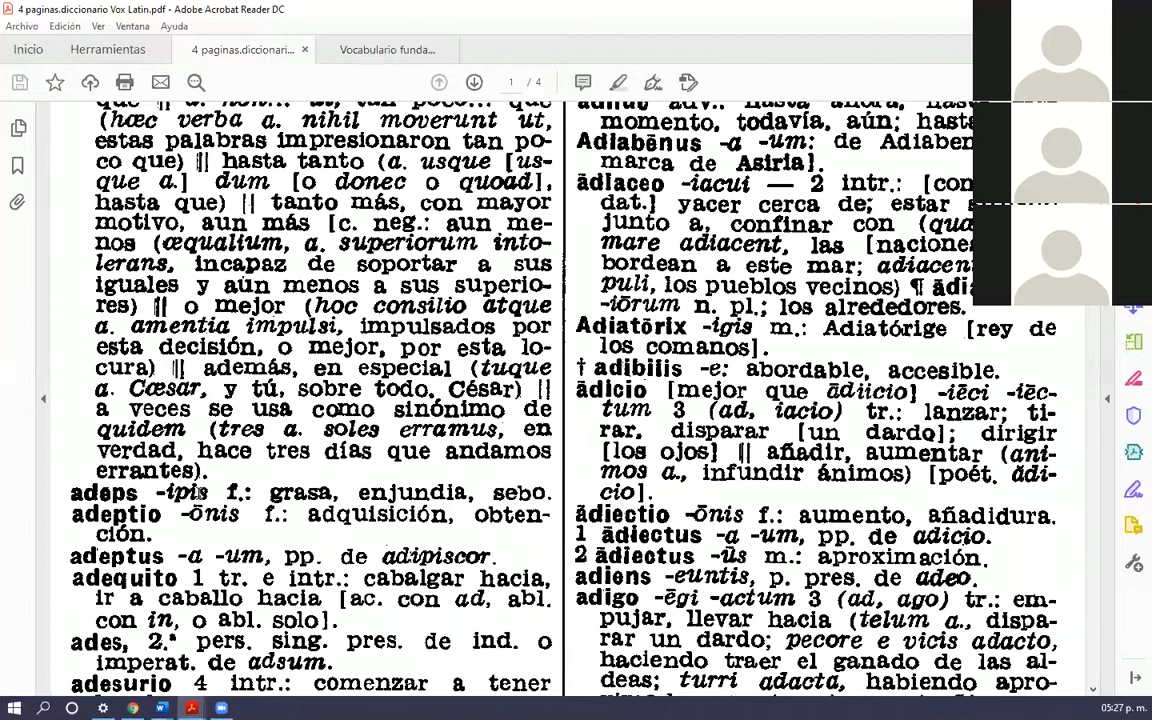 4 paginas.diccionario Vox Latin.pdf - Adobe Acrobat Reader DC
Archivo Edición Ver Ventana Ayuda
Inicio Herramientas 4 paginas.diccionari... × Vocabulario funda...
1 / 4
(hæc verba a. nihil moverunt ut,
estas palabras impresionaron tan po-
co que) || hasta tanto (a. usque [us-
que a.] dum [o donec o quoad],
hasta que) || tanto más, con mayor
motivo, aun más [c. neg.: aun me-
nos (æqualium, a. superiorum into-
lerans, incapaz de soportar a sus
iguales y aún menos a sus superio-
res) || o mejor (hoc consilio atque
a. amentia impulsi, impulsados por
esta decisión, o mejor, por esta lo-
cura) || además, en especial (tuque
a. Cæsar, y tú, sobre todo, César) ||
a veces se usa como sinónimo de
quidem (tres a. soles erramus, en
verdad, hace tres días que andamos
errantes).
adeps -ipis f.: grasa, enjundia, sebo.
adeptio -ōnis f.: adquisición, obten-
ción.
adeptus -a -um, pp. de adipiscor.
adequito 1 tr. e intr.: cabalgar hacia,
ir a caballo hacia [ac. con ad, abl.
con in, o abl. solo].
ades, 2.ª pers. sing. pres. de ind. o
imperat. de adsum.
adesurio 4 intr.: comenzar a tener
momento, todavía, aún; hast
Adiabēnus -a -um: de Adiaben
marca de Asiria].
ădiaceo -iacui — 2 intr.: [con
dat.] yacer cerca de; estar s
junto a, confinar con (qua
mare adiacent, las [nacione
bordean a este mar; adiacen
puli, los pueblos vecinos) ¶ ădi
-iōrum n. pl.; los alrededores.
Adiatōrix -igis m.: Adiatórige [rey de
los comanos].
† adibilis -e: abordable, accesible.
ādicio [mejor que ādiicio] -iēci -iēc-
tum 3 (ad, iacio) tr.: lanzar; ti-
rar, disparar [un dardo]; dirigir
[los ojos] || añadir, aumentar (ani-
mos a., infundir ánimos) [poét. ădi-
cio].
ādiectio -ōnis f.: aumento, añadidura.
1 ādiectus -a -um, pp. de adicio.
2 ādiectus -ūs m.: aproximación.
adiens -euntis, p. pres. de adeo.
adigo -ēgi -actum 3 (ad, ago) tr.: em-
pujar, llevar hacia (telum a., dispa-
rar un dardo; pecore e vicis adacto,
haciendo traer el ganado de las al-
deas; turri adacta, habiendo apro-
05:27 p. m.